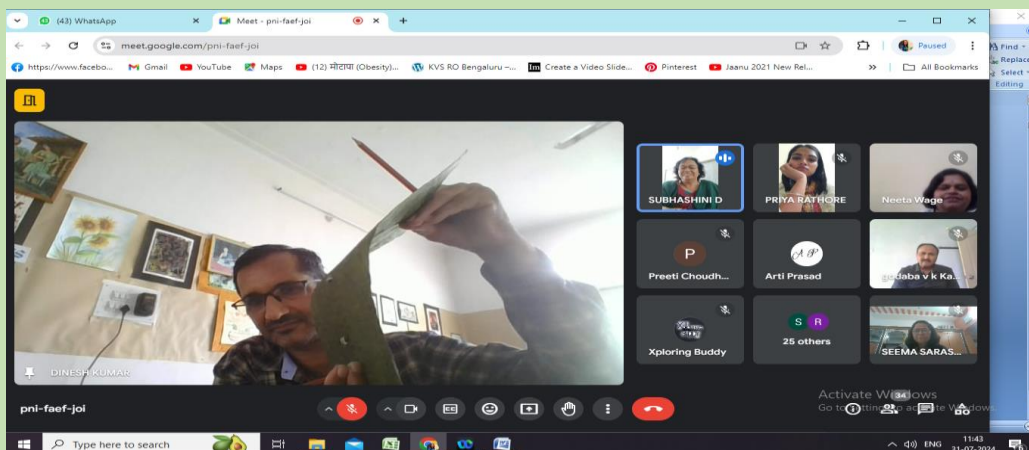 (43) WhatsApp
Meet - pni-faef-joi
meet.google.com/pni-faef-joi
Paused
https://www.facebo...
Gmail
YouTube
Maps
(12) मोटापा (Obesity)...
KVS RO Bengaluru –...
Create a Video Slide...
Pinterest
Jaanu 2021 New Rel...
All Bookmarks
Find
Replace
Select
Editing
SUBHASHINI D
PRIYA RATHORE
Neeta Wage
P
Preeti Choudh...
Arti Prasad
v k Ka...
Xploring Buddy
S R
25 others
SEEMA SARAS...
DINESH KUMAR
Activate Windows
pni-faef-joi
34
Type here to search
ENG
11:43
31-07-2024